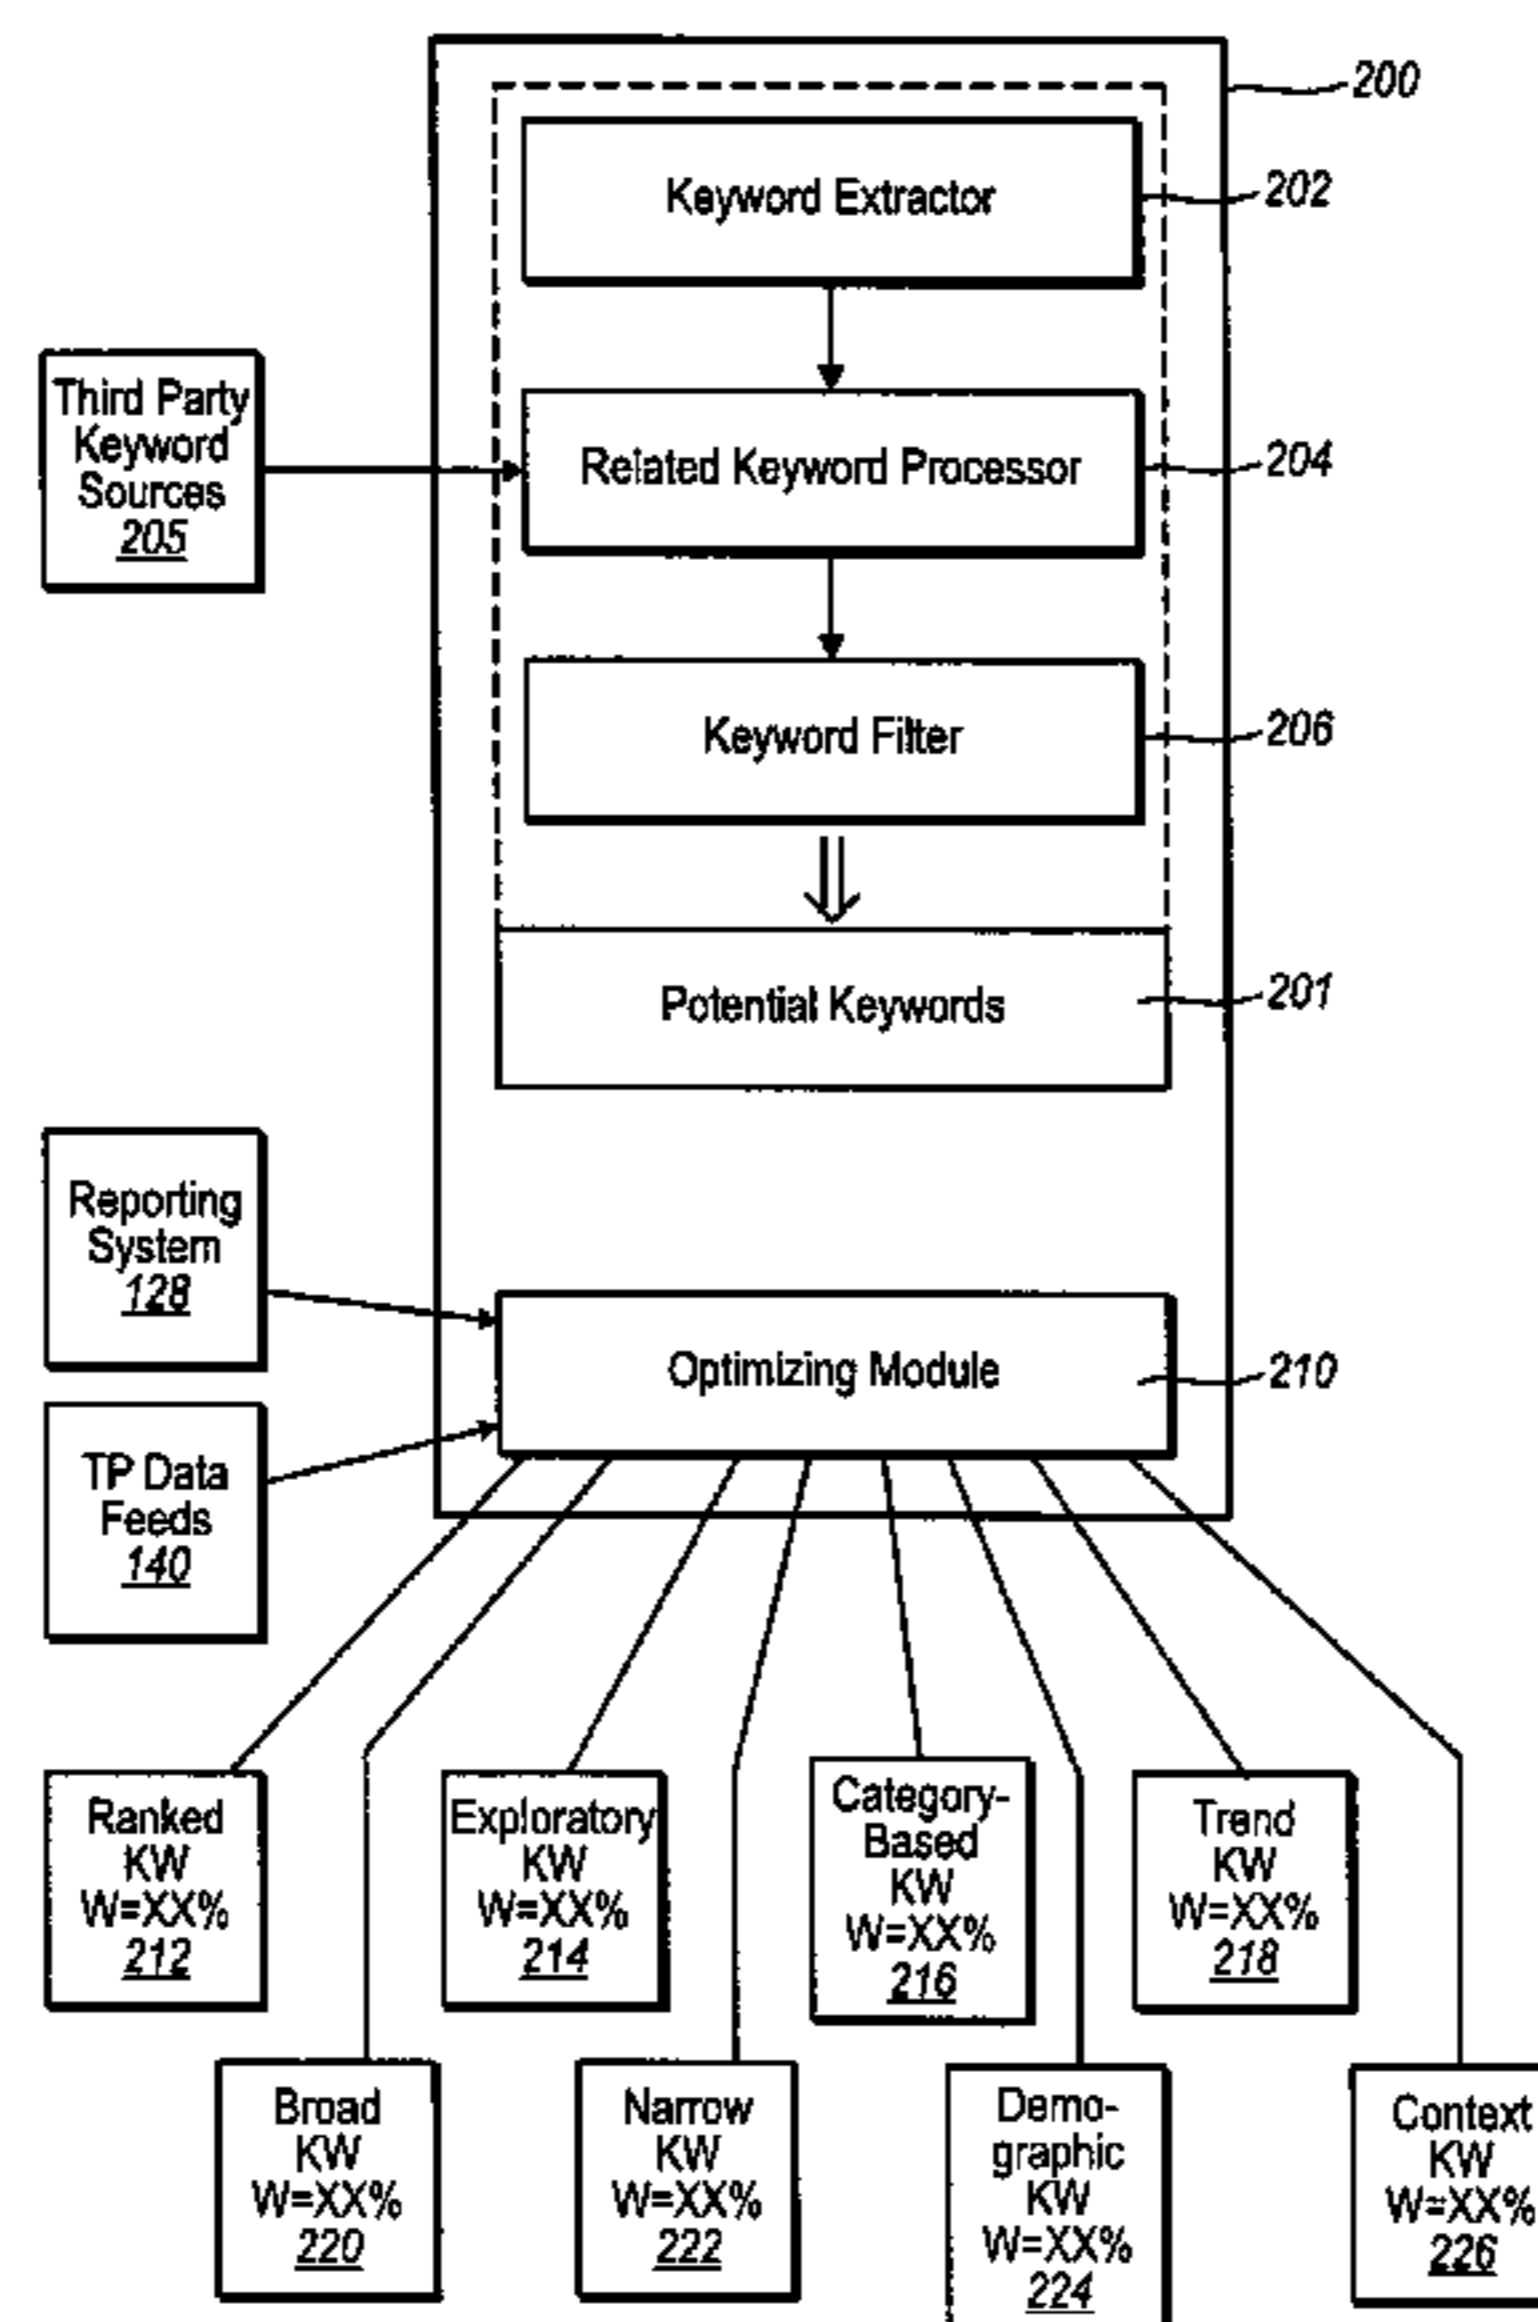 200
Keyword Extractor
202
Third Party
Keyword
Sources
205
Related Keyword Processor
204
Keyword Filter
206
Potential Keywords
201
Reporting
System
128
Optimizing Module
210
TP Data
Feeds
140
Ranked
KW
W=XX%
212
Exploratory
KW
W=XX%
214
Category-
Based
KW
W=XX%
216
Trend
KW
W=XX%
218
Broad
KW
W=XX%
220
Narrow
KW
W=XX%
222
Demo-
graphic
KW
W=XX%
224
Context
KW
W=XX%
226